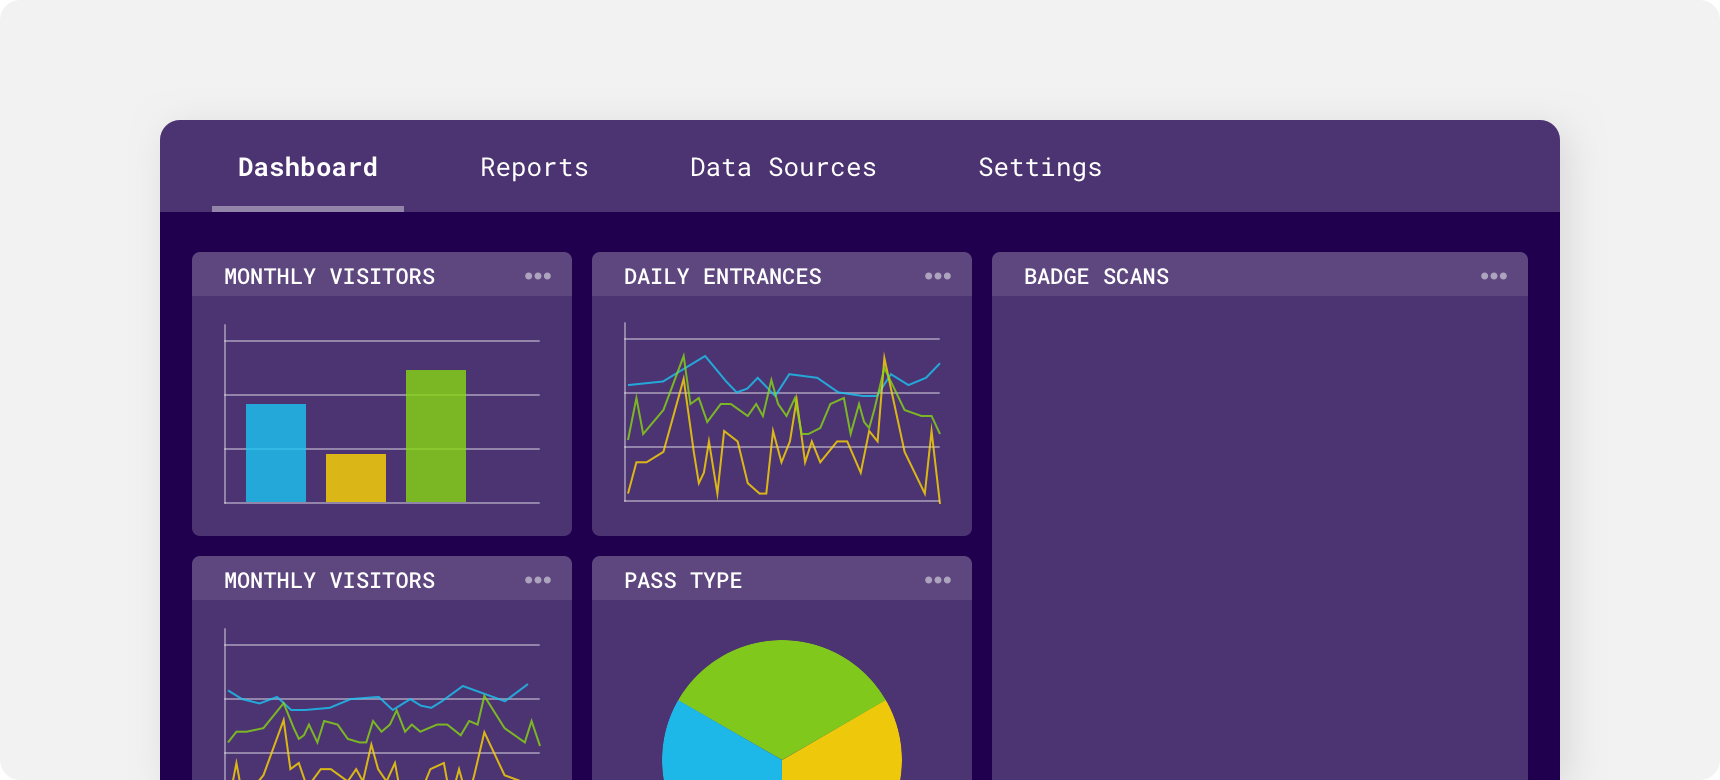 Dashboard Reports Data Sources Settings
MONTHLY VISITORS
DAILY ENTRANCES
BADGE SCANS
MONTHLY VISITORS
PASS TYPE